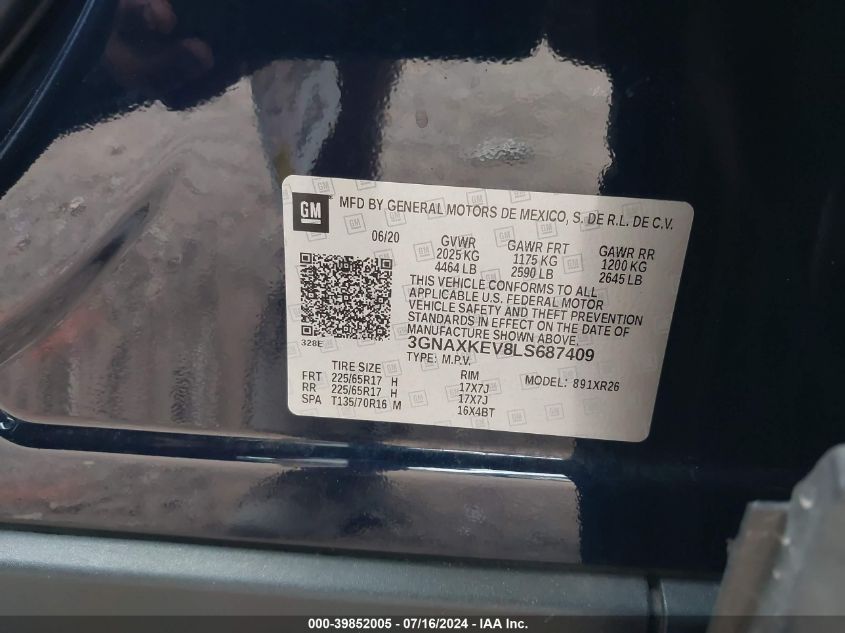 GM
MFD BY GENERAL MOTORS DE MEXICO, S. DE R.L. DE C.V.
06/20
GVWR GAWR FRT GAWR RR
2025 KG 1175 KG 1200 KG
4464 LB 2590 LB 2645 LB
THIS VEHICLE CONFORMS TO ALL
APPLICABLE U.S. FEDERAL MOTOR
VEHICLE SAFETY AND THEFT PREVENTION
STANDARDS IN EFFECT ON THE DATE OF
MANUFACTURE SHOWN ABOVE.
328E
3GNAXKEV8LS687409
TYPE: M.P.V.
TIRE SIZE RIM MODEL: 891XR26
FRT 225/65R17 H 17X7J
RR 225/65R17 H 17X7J
SPA T135/70R16 M 16X4BT
000-39852005 - 07/16/2024 - IAA Inc.